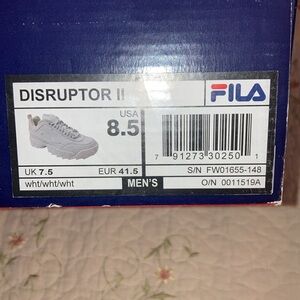 DISRUPTOR II
FILA
USA
8.5
7 91273 30250 1
UK 7.5 EUR 41.5
S/N FW01655-148
wht/wht/wht MEN'S O/N 0011519A